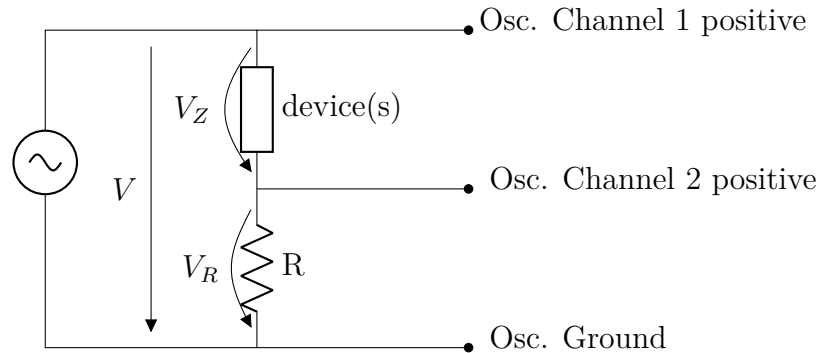 Osc. Channel 1 positive
V_Z
device(s)
V
Osc. Channel 2 positive
V_R
R
Osc. Ground